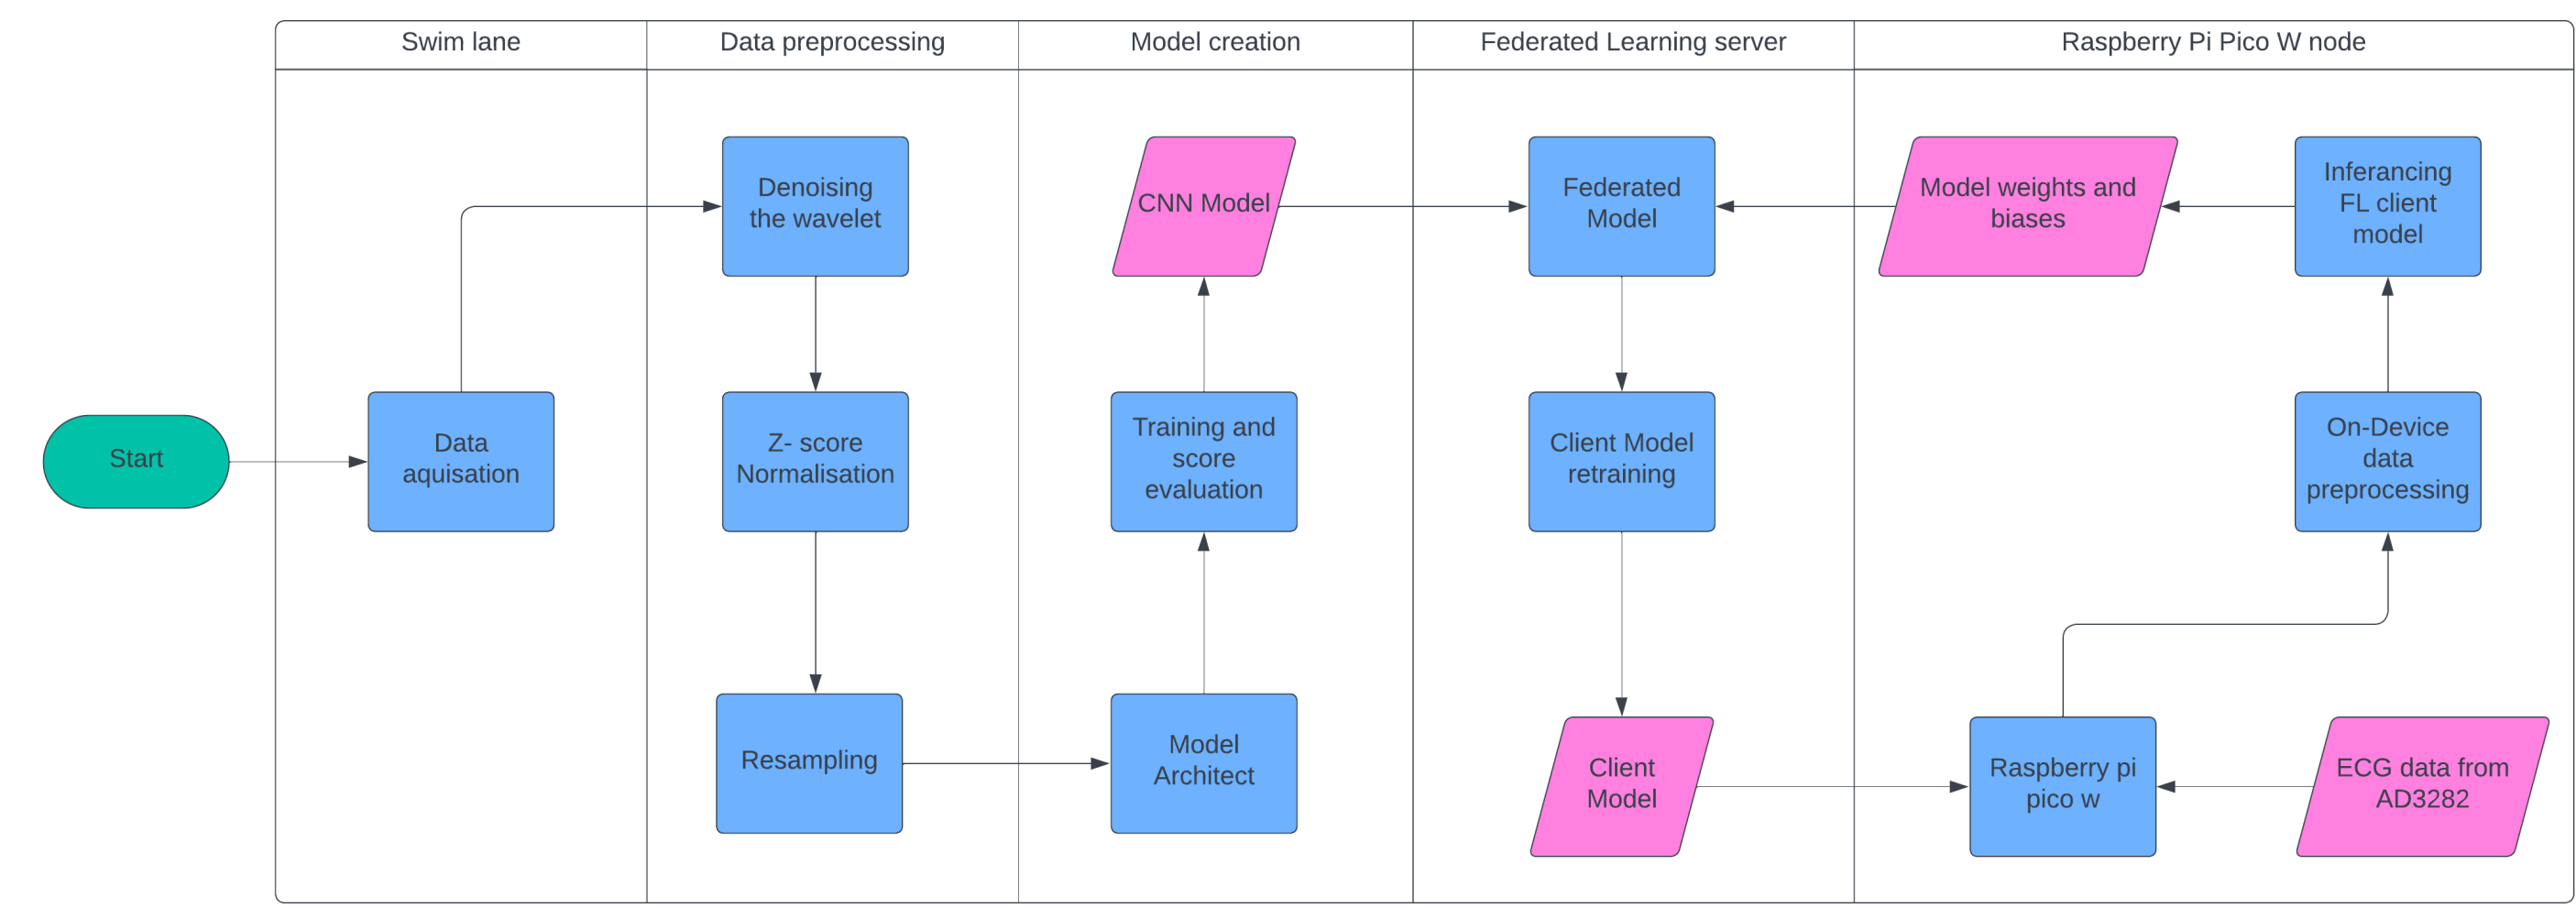 Swim lane
Data preprocessing
Model creation
Federated Learning server
Raspberry Pi Pico W node
Start
Data
aquisation
Denoising
the wavelet
Z- score
Normalisation
Resampling
CNN Model
Training and
score
evaluation
Model
Architect
Federated
Model
Client Model
retraining
Client
Model
Model weights and
biases
Inferancing
FL client
model
On-Device
data
preprocessing
Raspberry pi
pico w
ECG data from
AD3282